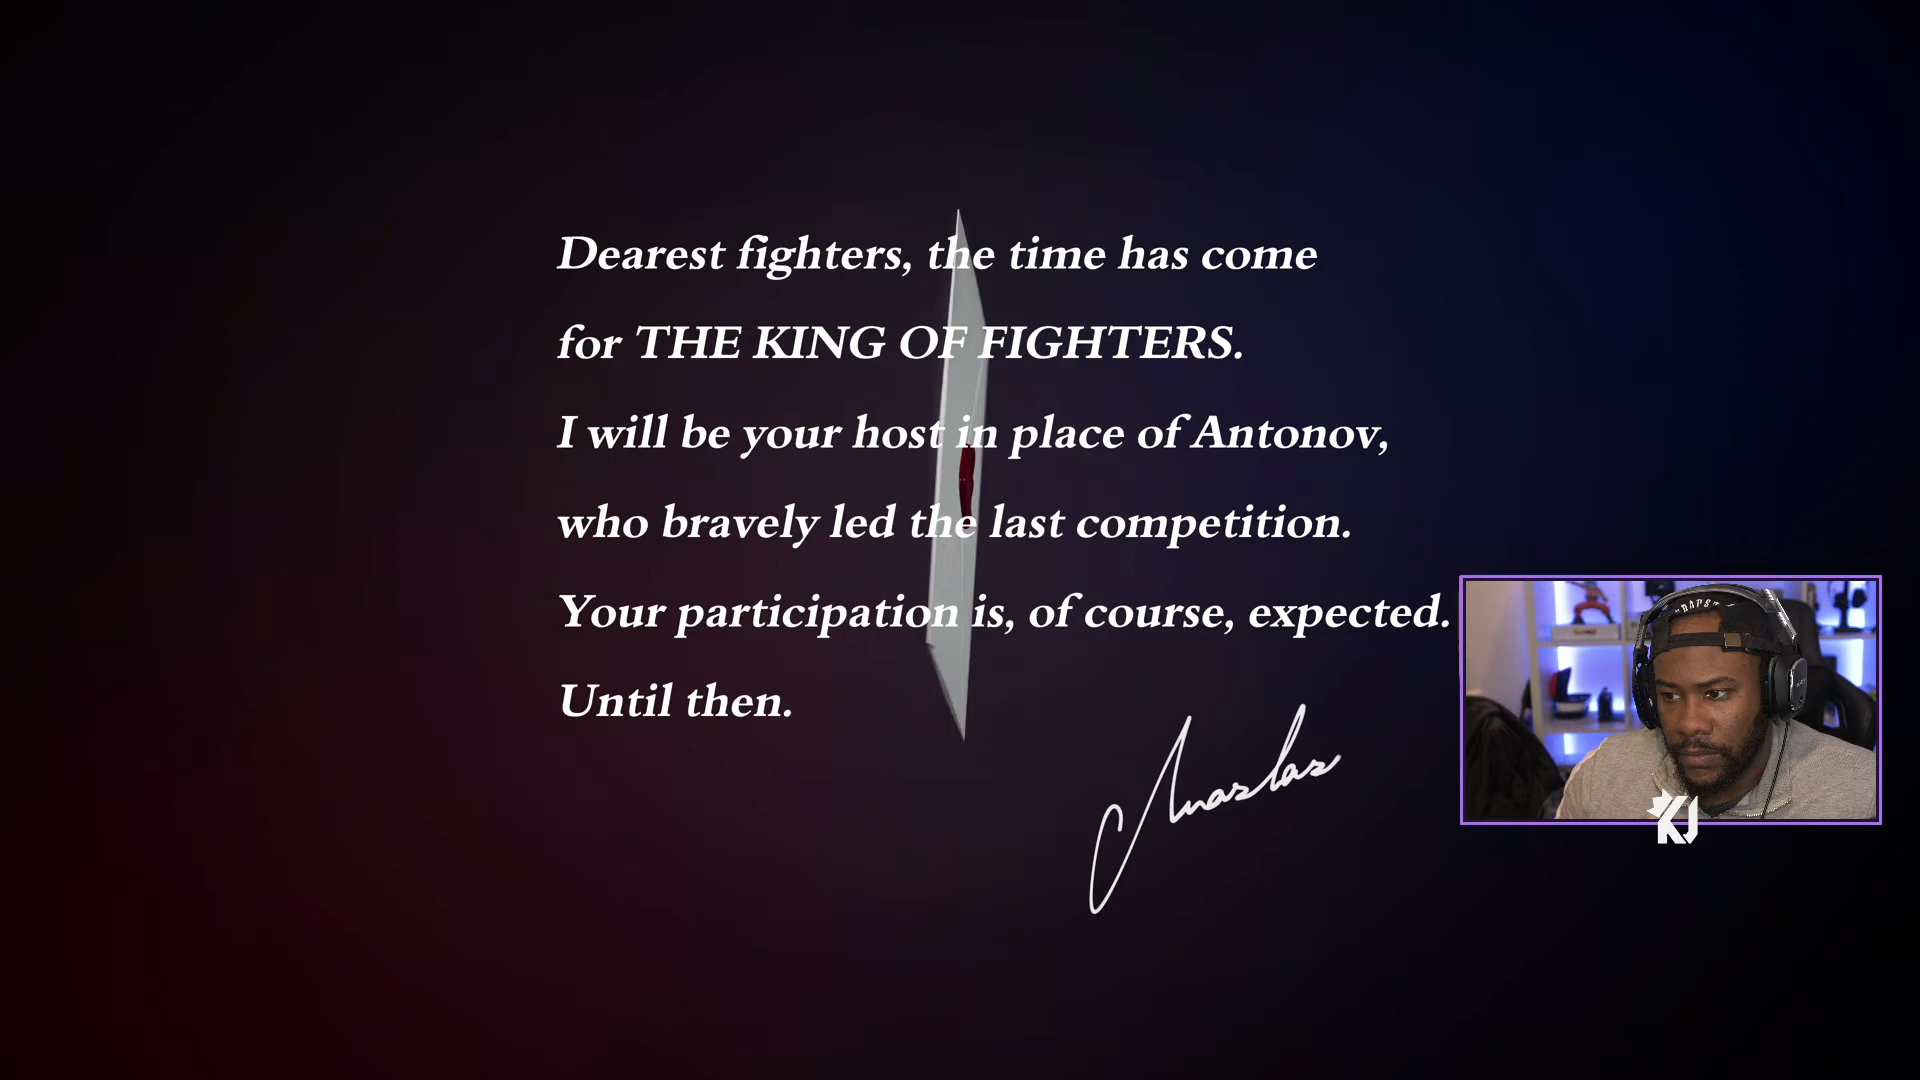 Dearest fighters, the time has come
for THE KING OF FIGHTERS.
I will be your host in place of Antonov,
who bravely led the last competition.
Your participation is, of course, expected.
Until then.
KJ